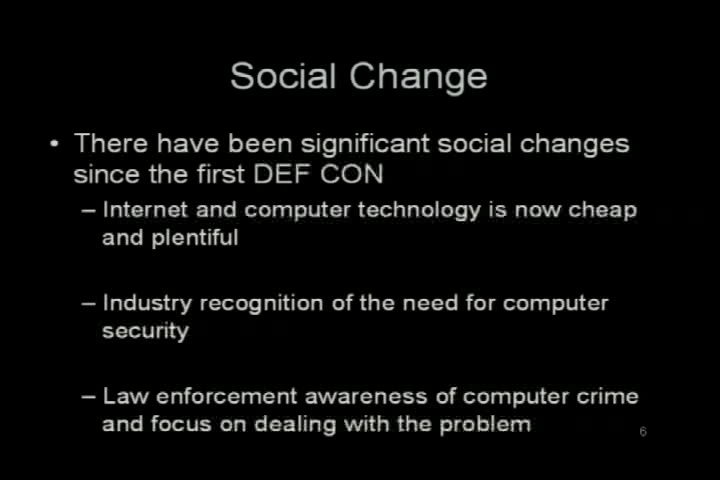 Social Change
• There have been significant social changes
since the first DEF CON
– Internet and computer technology is now cheap
and plentiful
– Industry recognition of the need for computer
security
– Law enforcement awareness of computer crime
and focus on dealing with the problem
6